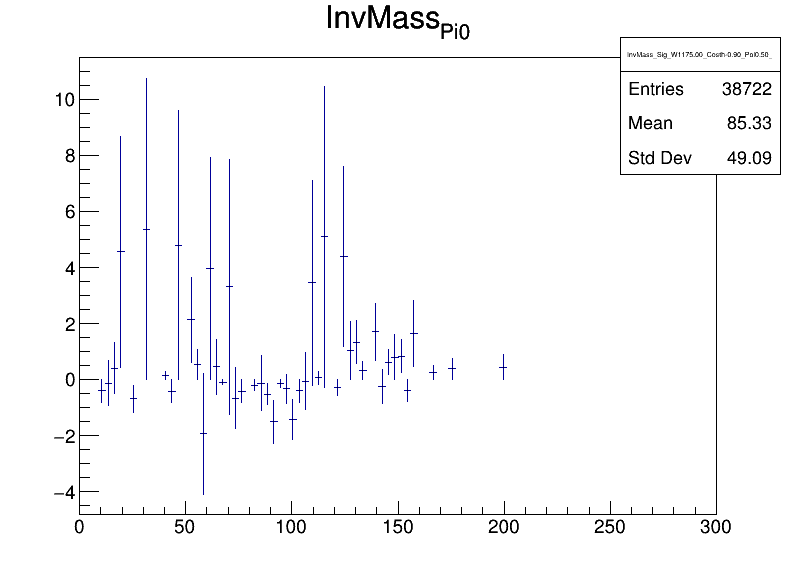 InvMass_Pi0
InvMass_Sig_W1175.00_Costh-0.90_Pol0.50_
Entries 38722
Mean 85.33
Std Dev 49.09
10
8
6
4
2
0
−2
−4
0 50 100 150 200 250 300